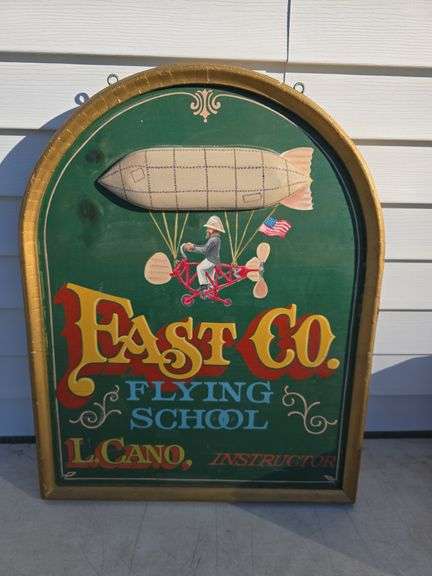 FAST CO.
FLYING
SCHOOL
L.CANO, INSTRUCTOR